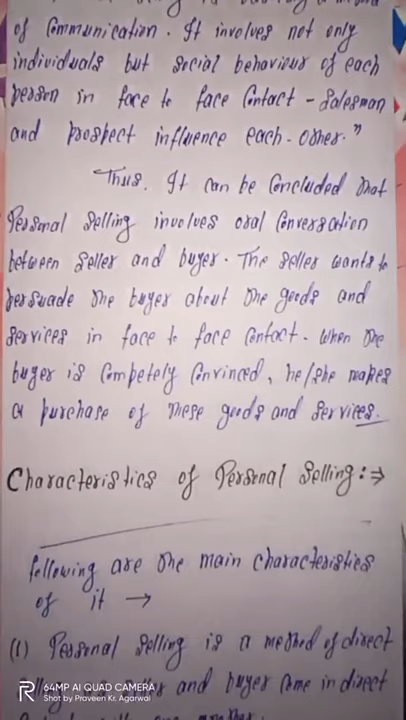 of Communication. It involves not only
individuals but social behaviour of each
person in face to face Contact - Salesman
and prospect influence each-other."
Thus. It can be Concluded that
Personal Selling involves oral Conversation
between seller and buyer. The seller wants to
persuade the buyer about the goods and
services in face to face Contact. When the
buyer is Competely Convinced, he/she makes
a purchase of these goods and services.
Characteristics of Personal Selling:⇒
following are the main characteristics
of it →
(1) Personal Selling is a method of direct
and buyer Come in direct
64MP AI QUAD CAMERA
Shot by Praveen Kr. Agarwal